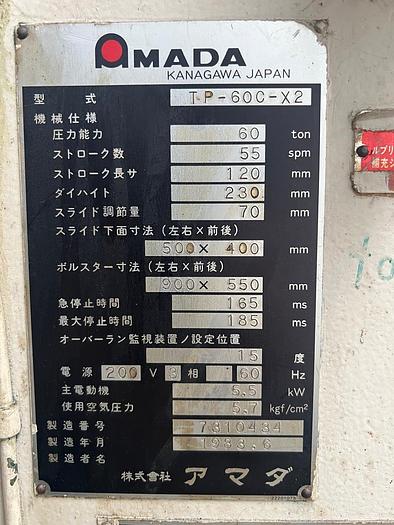 AMADA
KANAGAWA JAPAN
型式 TP-60C-X2
機械仕様
圧力能力 60 ton
ストローク数 55 spm
ストローク長サ 120 mm
ダイハイト 230 mm
スライド調節量 70 mm
スライド下面寸法（左右×前後）
500× 400 mm
ボルスター寸法（左右×前後）
900× 550 mm
急停止時間 165 ms
最大停止時間 185 ms
オーバーラン監視装置ノ設定位置
15 度
電源 200 V 3 相 60 Hz
主電動機 5.5 kW
使用空気圧力 5.7 kgf/cm²
製造番号 7310434
製造年月 1983.6
製造者名
株式会社 アマダ
補充